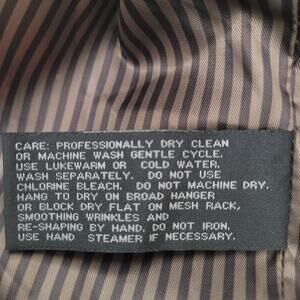 CARE: PROFESSIONALLY DRY CLEAN
OR MACHINE WASH GENTLE CYCLE.
USE LUKEWARM OR COLD WATER.
WASH SEPARATELY. DO NOT USE
CHLORINE BLEACH. DO NOT MACHINE DRY.
HANG TO DRY ON BROAD HANGER
OR BLOCK DRY FLAT ON MESH RACK,
SMOOTHING WRINKLES AND
RE-SHAPING BY HAND. DO NOT IRON.
USE HAND STEAMER IF NECESSARY.